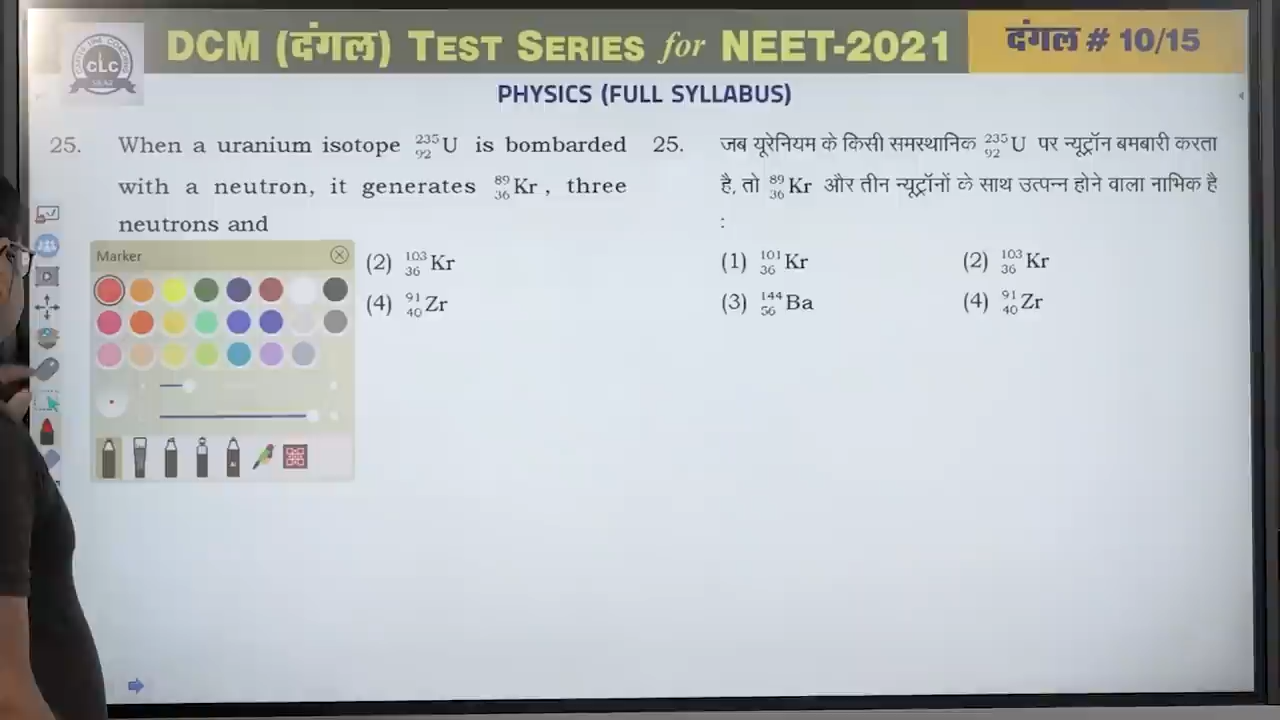 DCM (दंगल) TEST SERIES for NEET-2021
दंगल # 10/15
CLC
PHYSICS (FULL SYLLABUS)
25. When a uranium isotope ²³⁵₉₂U is bombarded
with a neutron, it generates ⁸⁹₃₆Kr, three
neutrons and
(2) ¹⁰³₃₆Kr
(4) ⁹¹₄₀Zr
Marker
25. जब यूरेनियम के किसी समस्थानिक ²³⁵₉₂U पर न्यूट्रॉन बमबारी करता
है, तो ⁸⁹₃₆Kr और तीन न्यूट्रॉनों के साथ उत्पन्न होने वाला नाभिक है
:
(1) ¹⁰¹₃₆Kr (2) ¹⁰³₃₆Kr
(3) ¹⁴⁴₅₆Ba (4) ⁹¹₄₀Zr